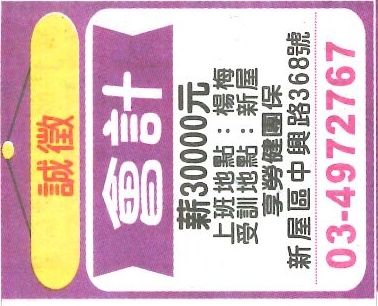 誠徵
會計
薪30000元
上班地點：楊梅
受訓地點：新屋
享勞健團保
新屋區中興路368號
03-4972767